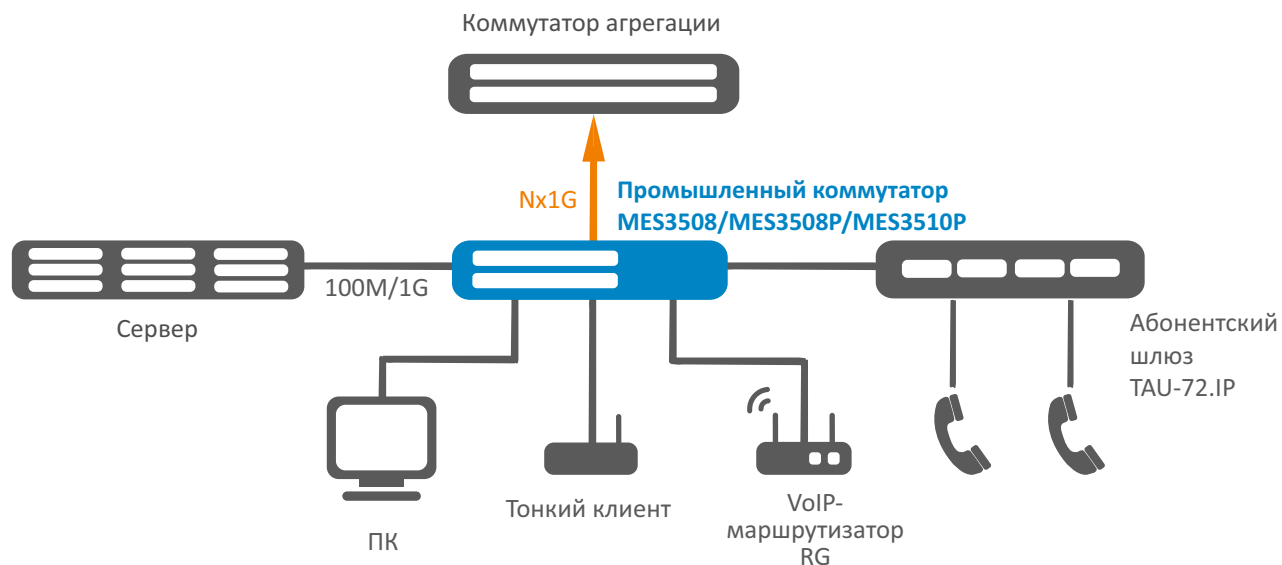 Коммутатор агрегации
Nx1G
Промышленный коммутатор
MES3508/MES3508P/MES3510P
100M/1G
Сервер
Абонентский
шлюз
TAU-72.IP
ПК
Тонкий клиент
VoIP-
маршрутизатор
RG